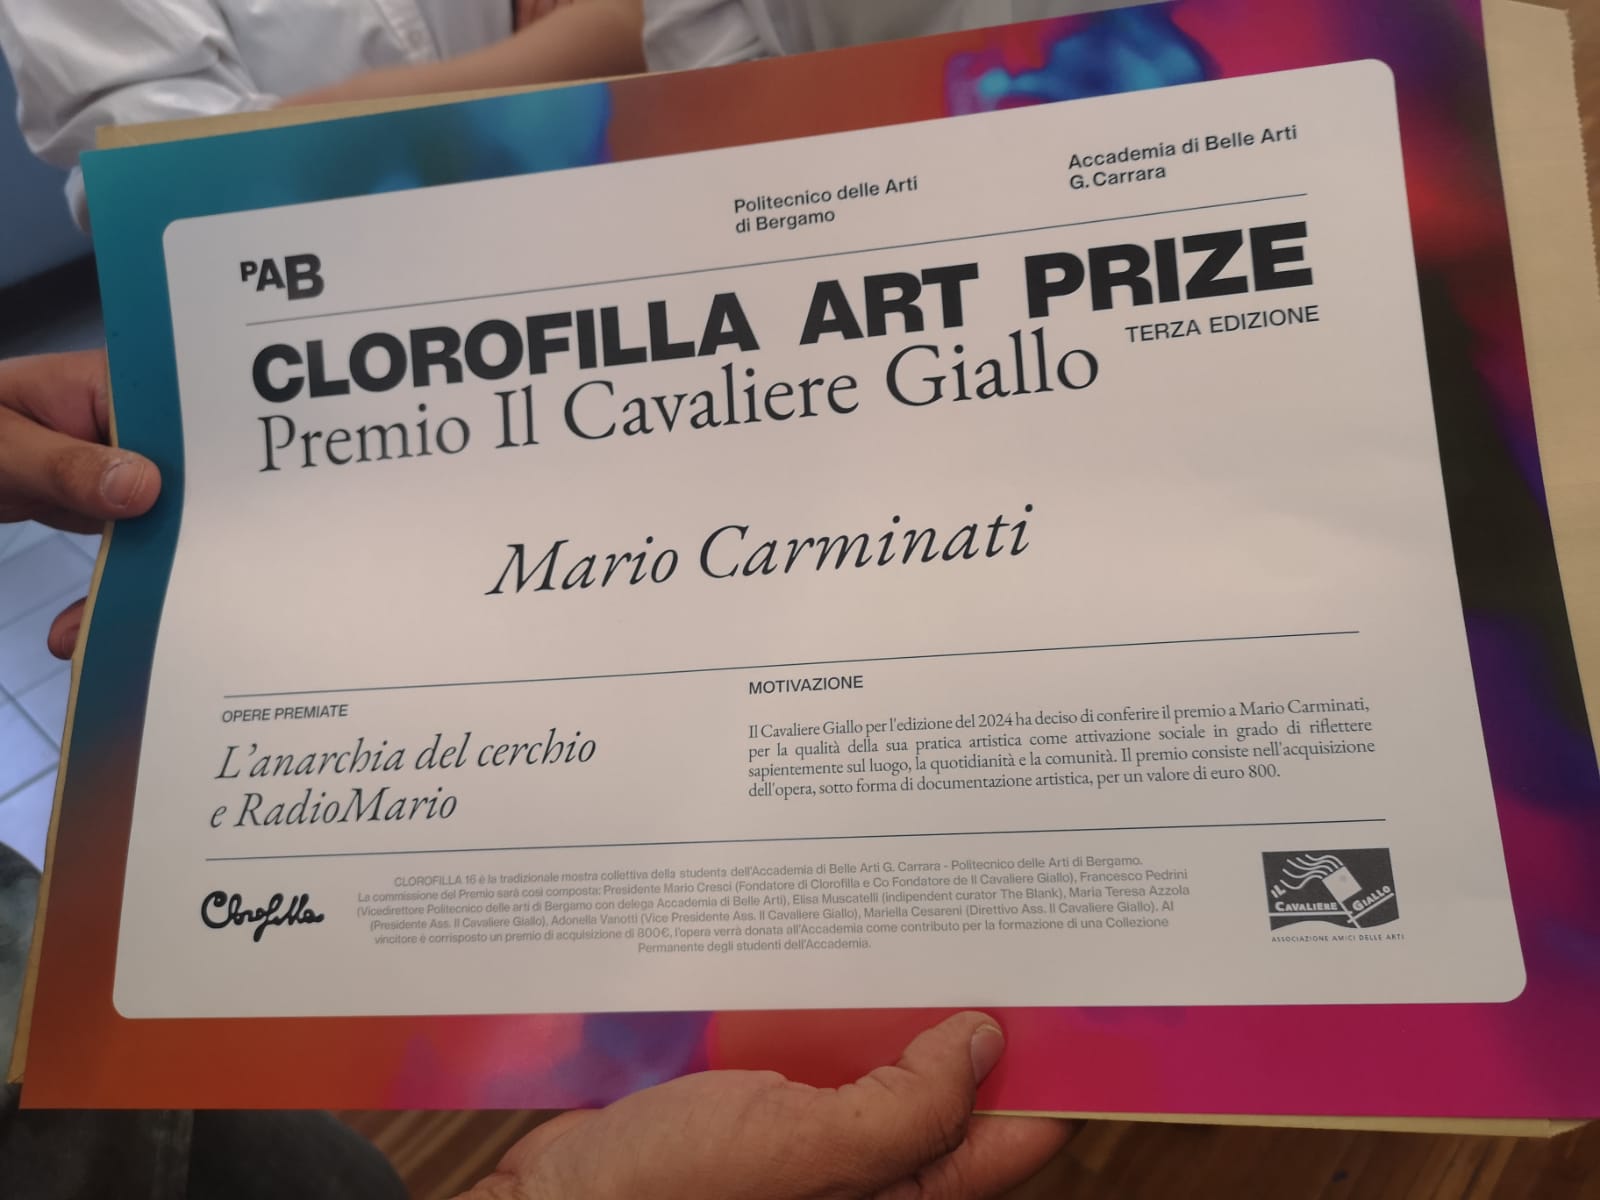 Politecnico delle Arti
di Bergamo
Accademia di Belle Arti
G. Carrara
PAB
CLOROFILLA ART PRIZE
Premio Il Cavaliere Giallo
TERZA EDIZIONE
Mario Carminati
OPERE PREMIATE
L'anarchia del cerchio
e RadioMario
MOTIVAZIONE
Il Cavaliere Giallo per l'edizione del 2024 ha deciso di conferire il premio a Mario Carminati,
per la qualità della sua pratica artistica come attivazione sociale in grado di riflettere
sapientemente sul luogo, la quotidianità e la comunità. Il premio consiste nell'acquisizione
dell'opera, sotto forma di documentazione artistica, per un valore di euro 800.
Clorofilla
CLOROFILLA 16 è la tradizionale mostra collettiva della studenta dell'Accademia di Belle Arti G. Carrara - Politecnico delle Arti di Bergamo.
La commissione del Premio sarà così composta: Presidente Mario Cresci (Fondatore di Clorofilla e Co Fondatore de Il Cavaliere Giallo), Francesco Pedrini
(Vicedirettore Politecnico delle arti di Bergamo con delega Accademia di Belle Arti), Elisa Muscatelli (indipendent curator The Blank), Maria Teresa Azzola
(Presidente Ass. Il Cavaliere Giallo), Adonella Vanotti (Vice Presidente Ass. Il Cavaliere Giallo), Mariella Cesareni (Direttivo Ass. Il Cavaliere Giallo). Al
vincitore è corrisposto un premio di acquisizione di 800€, l'opera verrà donata all'Accademia come contributo per la formazione di una Collezione
Permanente degli studenti dell'Accademia.
IL
CAVALIERE GIALLO
ASSOCIAZIONE AMICI DELLE ARTI